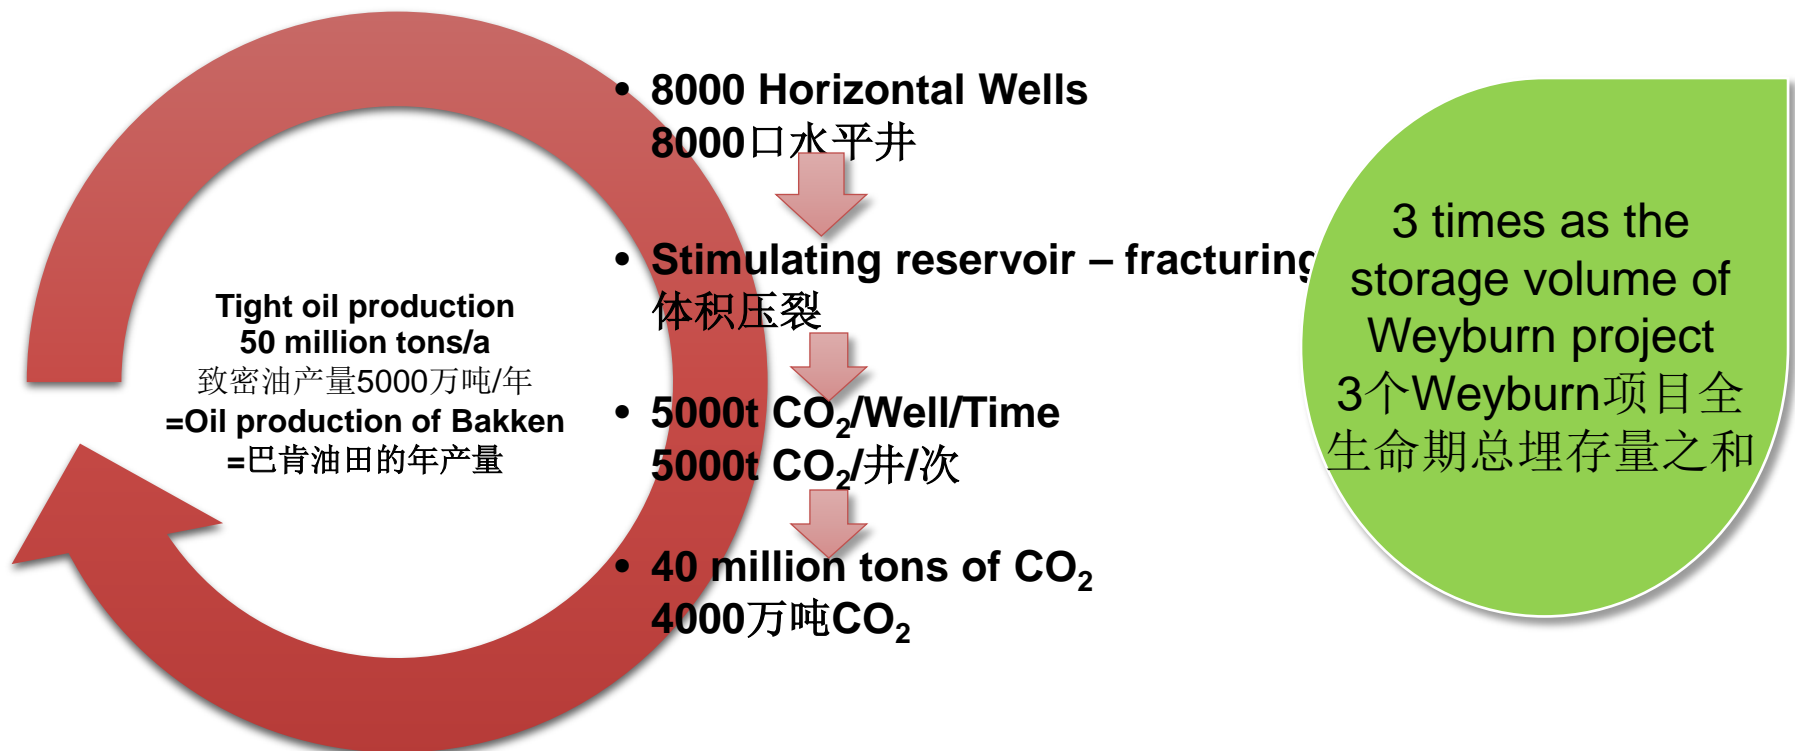 Tight oil production
50 million tons/a
致密油产量5000万吨/年
=Oil production of Bakken
=巴肯油田的年产量
• 8000 Horizontal Wells
8000口水平井
• Stimulating reservoir – fracturing
体积压裂
• 5000t CO₂/Well/Time
5000t CO₂/井/次
• 40 million tons of CO₂
4000万吨CO₂
3 times as the
storage volume of
Weyburn project
3个Weyburn项目全
生命期总埋存量之和